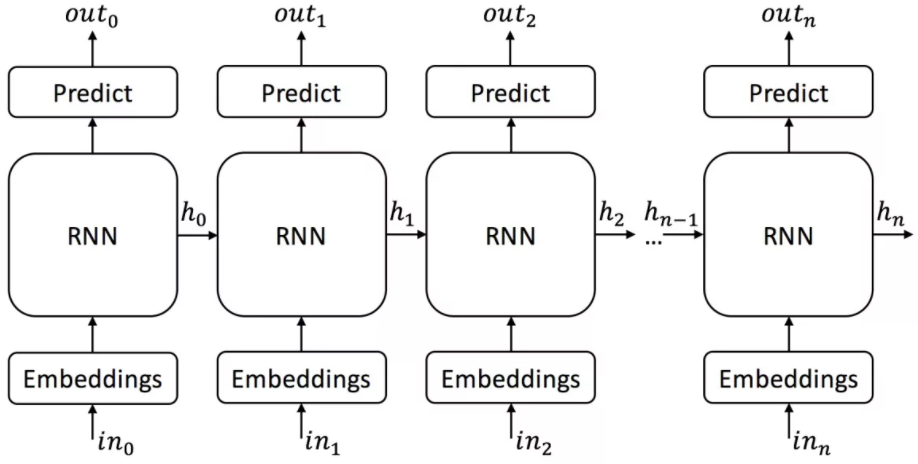 out₀ out₁ out₂ outₙ
Predict Predict Predict Predict
h₀ h₁ h₂ hₙ₋₁ hₙ
RNN RNN RNN ... RNN
Embeddings Embeddings Embeddings Embeddings
in₀ in₁ in₂ inₙ